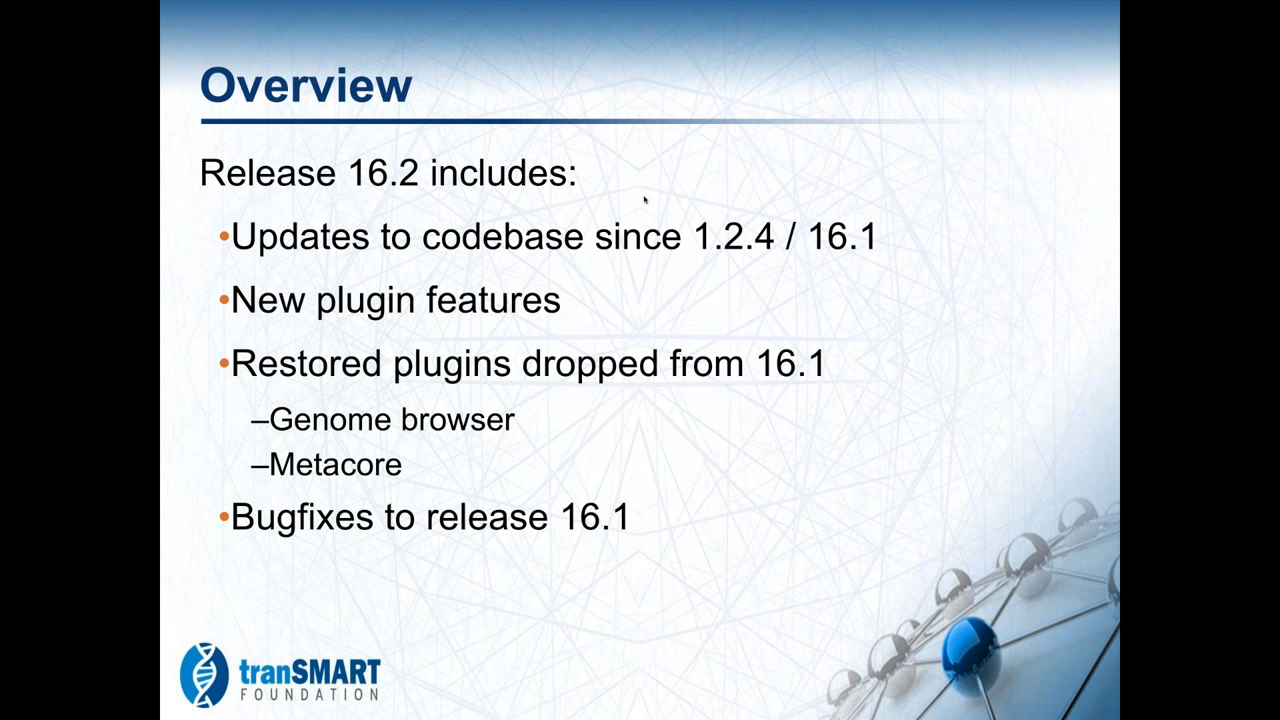 Overview
Release 16.2 includes:
•Updates to codebase since 1.2.4 / 16.1
•New plugin features
•Restored plugins dropped from 16.1
–Genome browser
–Metacore
•Bugfixes to release 16.1
tranSMART
FOUNDATION